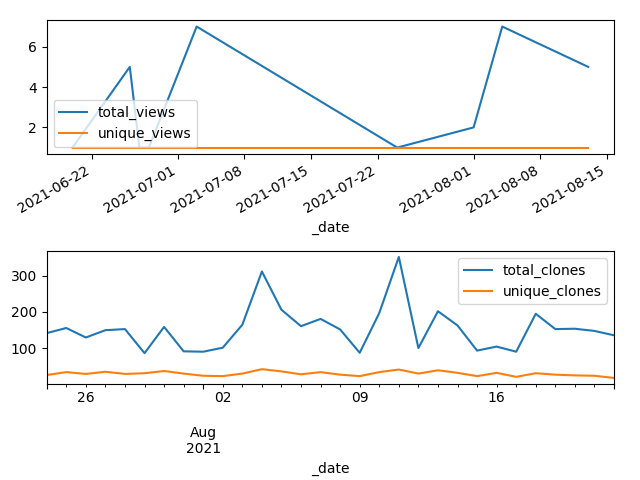 6
4
2
total_views
unique_views
2021-06-22
2021-07-01
2021-07-08
2021-07-15
2021-07-22
2021-08-01
2021-08-08
2021-08-15
_date
300
200
100
total_clones
unique_clones
26
02
09
16
Aug
2021
_date